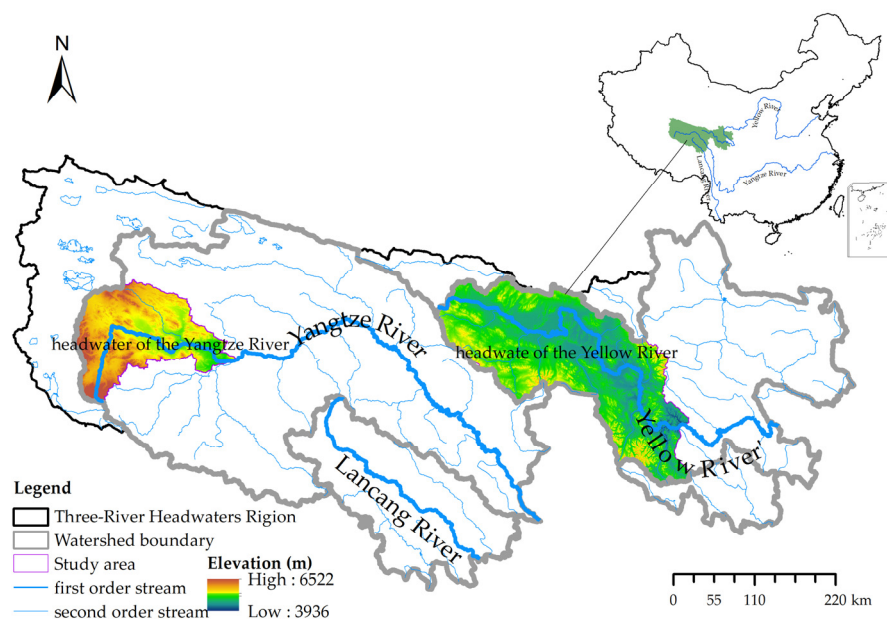 N
Yellow River
Lancang River
Yangtze River
headwater of the Yangtze River
Yangtze River
headwate of the Yellow River
Yellow River'
Lancang River
Legend
Three-River Headwaters Rigion
Watershed boundary
Study area
first order stream
second order stream
Elevation (m)
High : 6522
Low : 3936
0 55 110 220 km